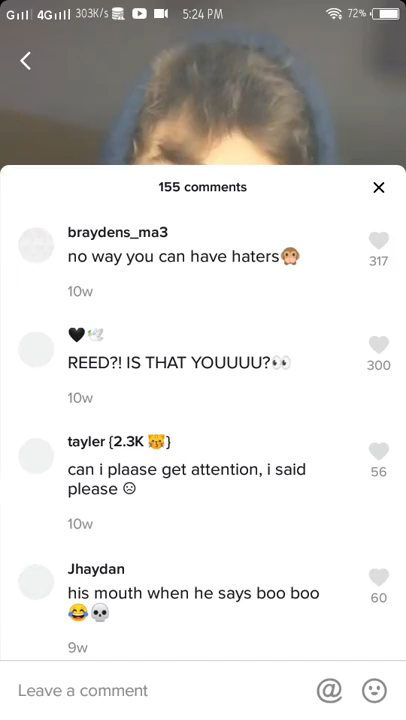 4G 303K/s 5:24 PM 72%
155 comments
braydens_ma3
no way you can have haters🙊
317
10w
🖤🕊
REED?! IS THAT YOUUUU?👀
300
10w
tayler {2.3K 😽}
can i plaase get attention, i said
please ☹
56
10w
Jhaydan
his mouth when he says boo boo
😂💀
60
9w
Leave a comment @